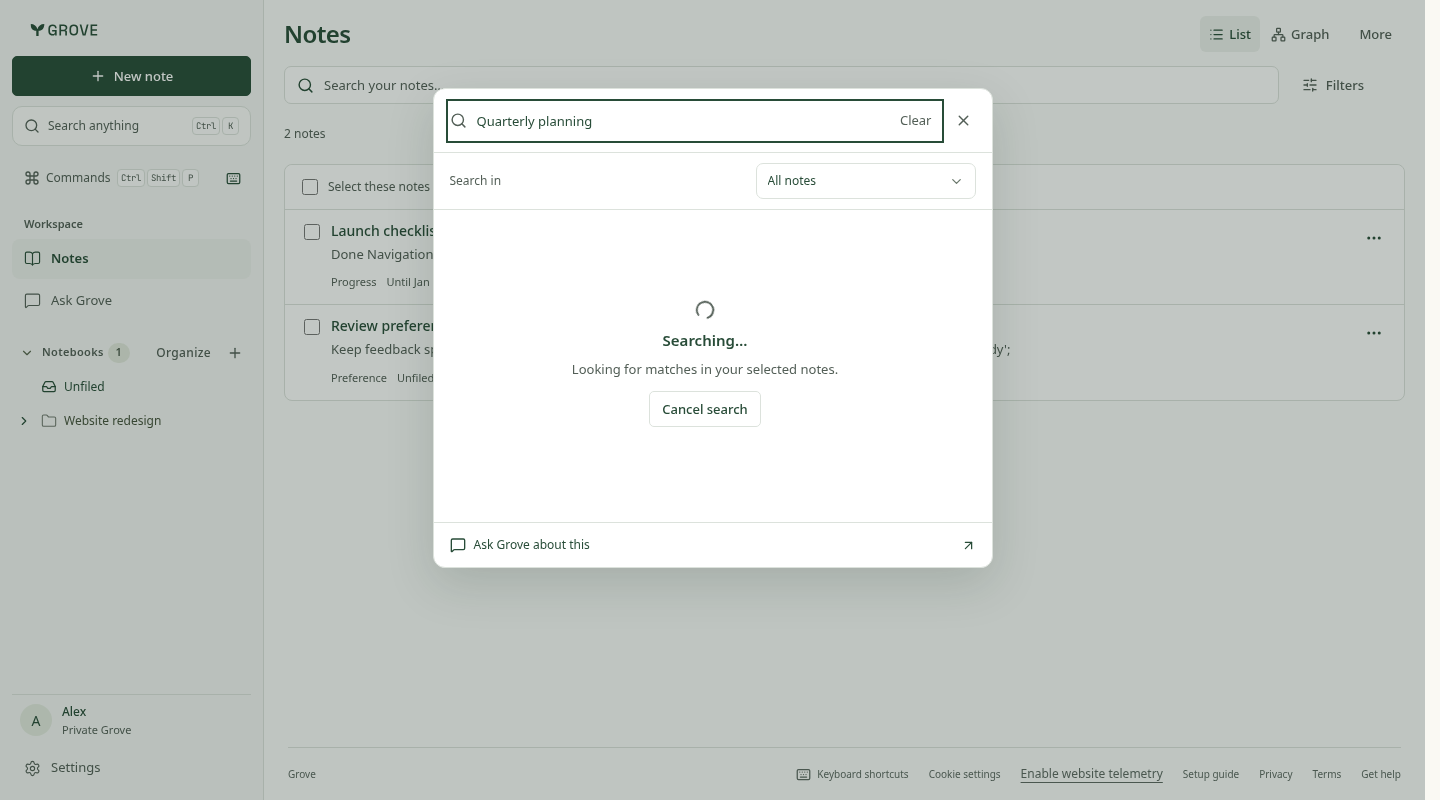 GROVE
New note
Search anything Ctrl K
Commands Ctrl Shift P
Workspace
Notes
Ask Grove
Notebooks 1 Organize
Unfiled
Website redesign
Alex
A
Private Grove
Settings
Notes
List Graph More
Search your notes...
Filters
2 notes
Select these notes
Launch checklis
Done Navigation
Progress Until Jan
Review prefere
Keep feedback sp
dy';
Preference Unfiled
Quarterly planning Clear
Search in All notes
Searching...
Looking for matches in your selected notes.
Cancel search
Ask Grove about this
Grove Keyboard shortcuts Cookie settings Enable website telemetry Setup guide Privacy Terms Get help